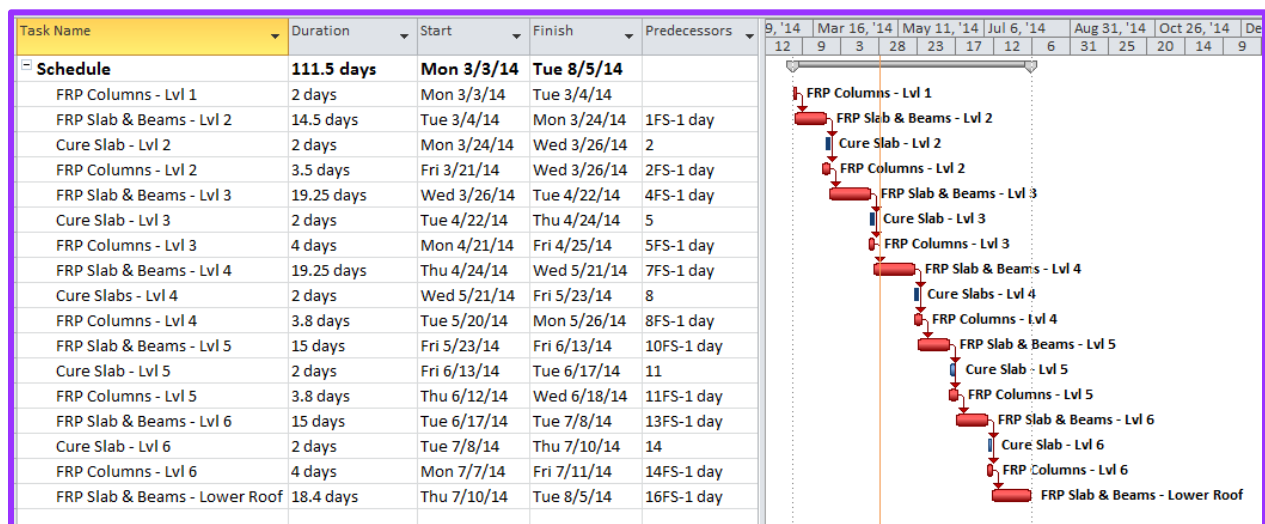 Task Name Duration Start Finish Predecessors 9, '14 Mar 16, '14 May 11, '14 Jul 6, '14 Aug 31, '14 Oct 26, '14 De
12 9 3 28 23 17 12 6 31 25 20 14 9
Schedule 111.5 days Mon 3/3/14 Tue 8/5/14
FRP Columns - Lvl 1 2 days Mon 3/3/14 Tue 3/4/14 FRP Columns - Lvl 1
FRP Slab & Beams - Lvl 2 14.5 days Tue 3/4/14 Mon 3/24/14 1FS-1 day FRP Slab & Beams - Lvl 2
Cure Slab - Lvl 2 2 days Mon 3/24/14 Wed 3/26/14 2 Cure Slab - Lvl 2
FRP Columns - Lvl 2 3.5 days Fri 3/21/14 Wed 3/26/14 2FS-1 day FRP Columns - Lvl 2
FRP Slab & Beams - Lvl 3 19.25 days Wed 3/26/14 Tue 4/22/14 4FS-1 day FRP Slab & Beams - Lvl 3
Cure Slab - Lvl 3 2 days Tue 4/22/14 Thu 4/24/14 5 Cure Slab - Lvl 3
FRP Columns - Lvl 3 4 days Mon 4/21/14 Fri 4/25/14 5FS-1 day FRP Columns - Lvl 3
FRP Slab & Beams - Lvl 4 19.25 days Thu 4/24/14 Wed 5/21/14 7FS-1 day FRP Slab & Beams - Lvl 4
Cure Slabs - Lvl 4 2 days Wed 5/21/14 Fri 5/23/14 8 Cure Slabs - Lvl 4
FRP Columns - Lvl 4 3.8 days Tue 5/20/14 Mon 5/26/14 8FS-1 day FRP Columns - Lvl 4
FRP Slab & Beams - Lvl 5 15 days Fri 5/23/14 Fri 6/13/14 10FS-1 day FRP Slab & Beams - Lvl 5
Cure Slab - Lvl 5 2 days Fri 6/13/14 Tue 6/17/14 11 Cure Slab - Lvl 5
FRP Columns - Lvl 5 3.8 days Thu 6/12/14 Wed 6/18/14 11FS-1 day FRP Columns - Lvl 5
FRP Slab & Beams - Lvl 6 15 days Tue 6/17/14 Tue 7/8/14 13FS-1 day FRP Slab & Beams - Lvl 6
Cure Slab - Lvl 6 2 days Tue 7/8/14 Thu 7/10/14 14 Cure Slab - Lvl 6
FRP Columns - Lvl 6 4 days Mon 7/7/14 Fri 7/11/14 14FS-1 day FRP Columns - Lvl 6
FRP Slab & Beams - Lower Roof 18.4 days Thu 7/10/14 Tue 8/5/14 16FS-1 day FRP Slab & Beams - Lower Roof